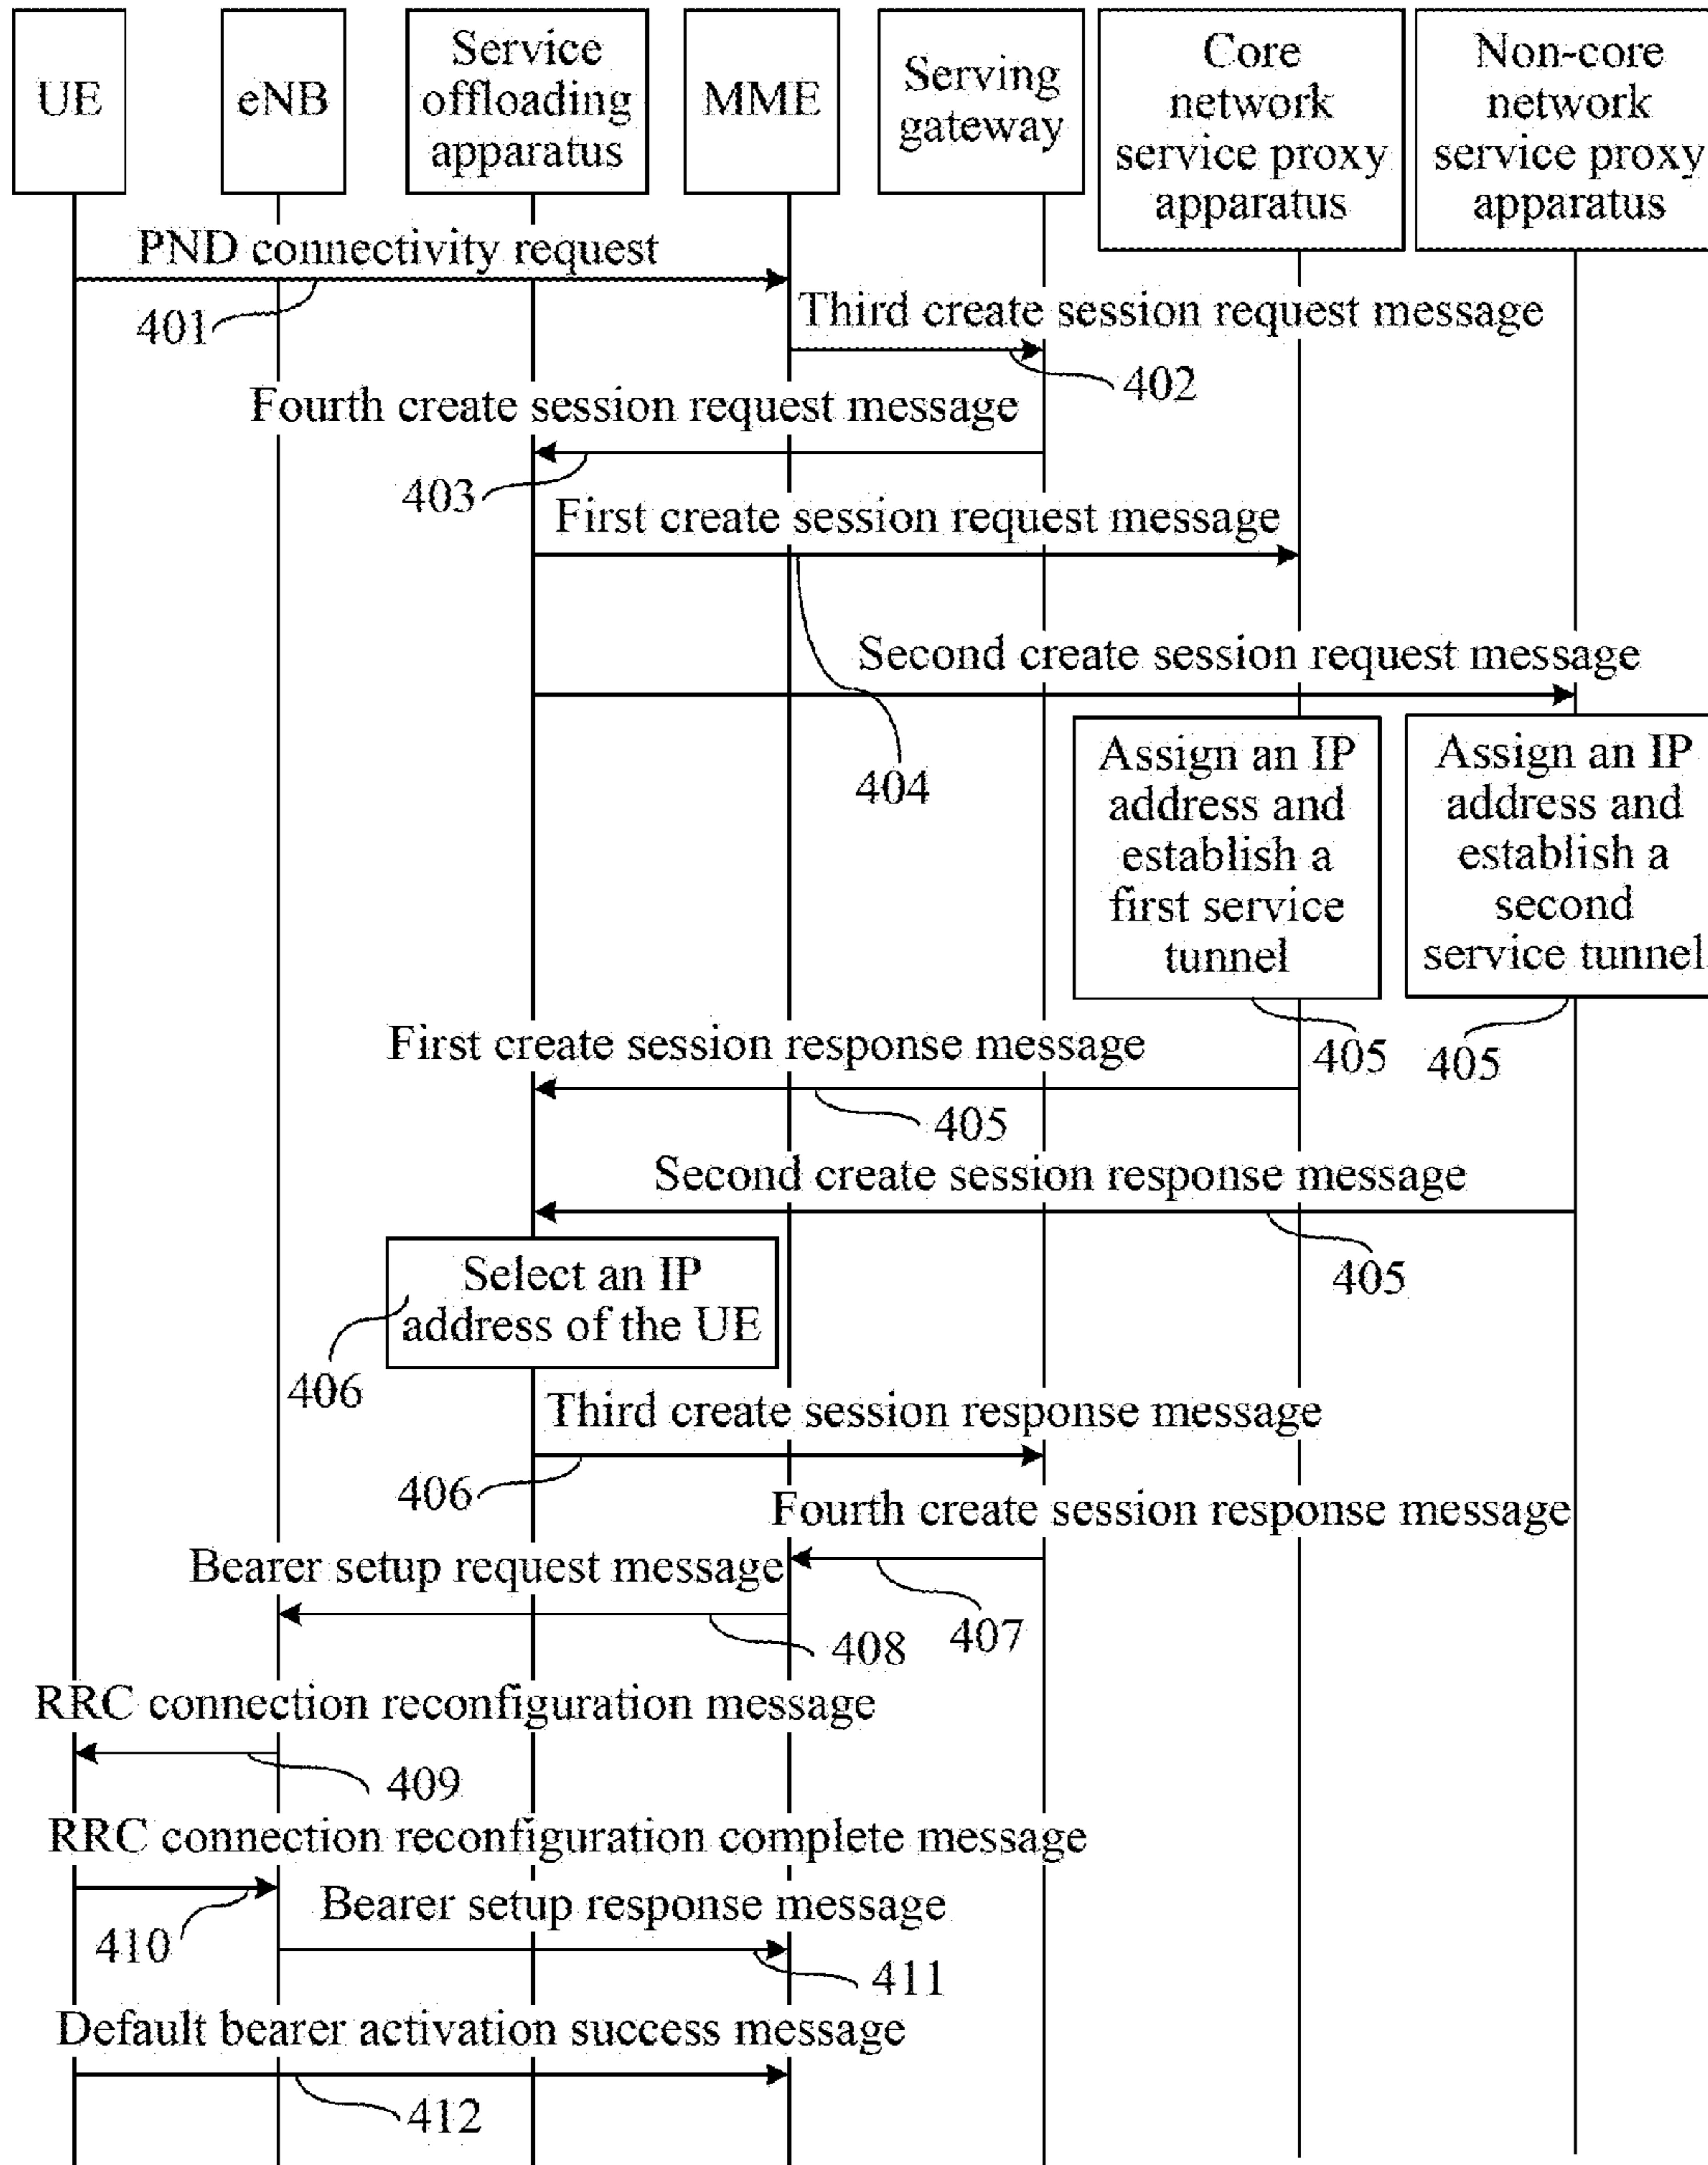 UE
eNB
Service
offloading
apparatus
MME
Serving
gateway
Core
network
service proxy
apparatus
Non-core
network
service proxy
apparatus
PND connectivity request
401
Third create session request message
402
Fourth create session request message
403
First create session request message
Second create session request message
404
Assign an IP
address and
establish a
first service
tunnel
Assign an IP
address and
establish a
second
service tunnel
405
405
First create session response message
405
Second create session response message
405
Select an IP
address of the UE
406
Third create session response message
406
Fourth create session response message
407
Bearer setup request message
408
RRC connection reconfiguration message
409
RRC connection reconfiguration complete message
410
Bearer setup response message
411
Default bearer activation success message
412